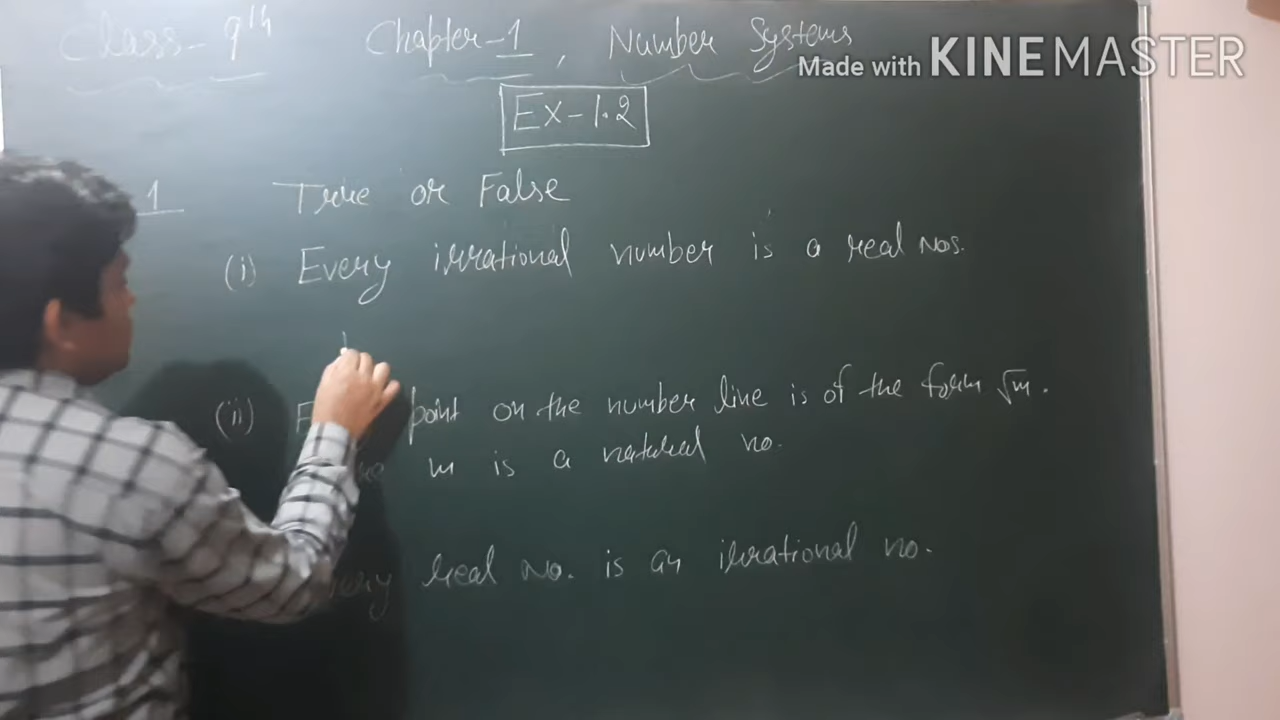 Class-9th Chapter-1, Number Systems
Made with KINEMASTER
Ex-1.2
1 True or False
(i) Every irrational number is a real Nos.
(ii) point on the number line is of the form √m.
m is a natural no.
real No. is an irrational no.